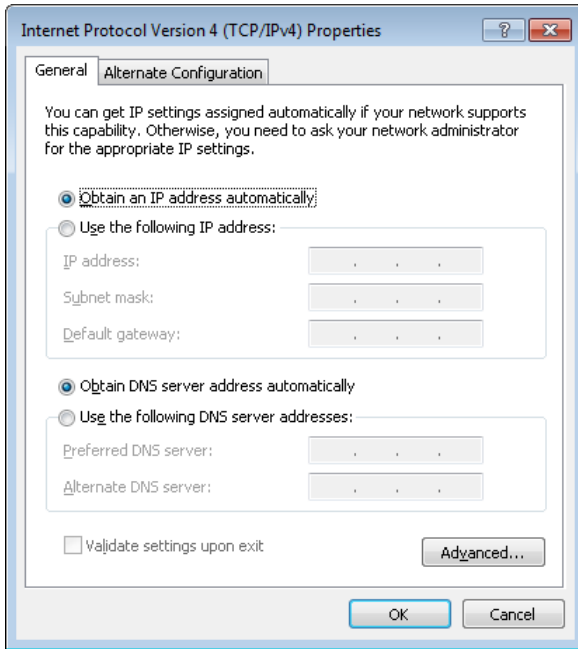 Internet Protocol Version 4 (TCP/IPv4) Properties
?
General
Alternate Configuration
You can get IP settings assigned automatically if your network supports
this capability. Otherwise, you need to ask your network administrator
for the appropriate IP settings.
Obtain an IP address automatically
Use the following IP address:
IP address:
Subnet mask:
Default gateway:
Obtain DNS server address automatically
Use the following DNS server addresses:
Preferred DNS server:
Alternate DNS server:
Validate settings upon exit
Advanced...
OK
Cancel